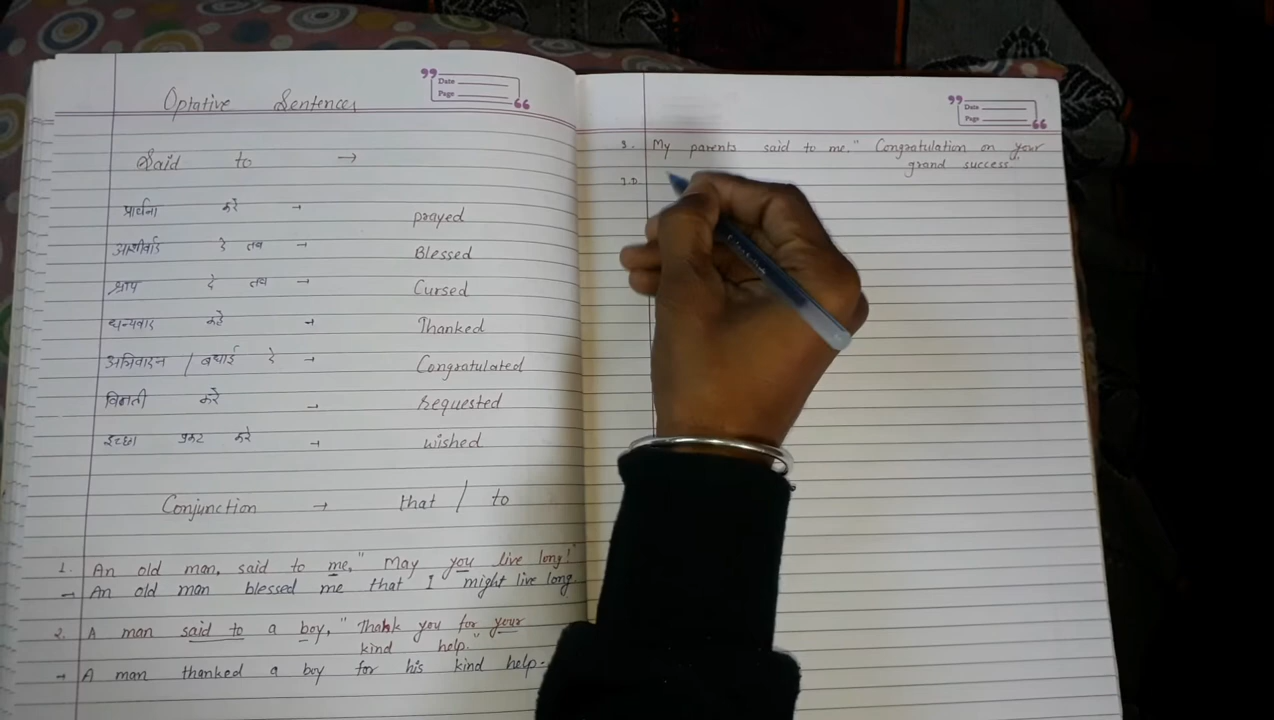 Optative Sentences
Date
Page
Said to →
प्रार्थना करे → prayed
आशीर्वाद दे तब → Blessed
श्राप दे तब → Cursed
धन्यवाद कहे → Thanked
अभिवादन / बधाई दे → Congratulated
विनती करे → Requested
इच्छा प्रकट करे → wished
Conjunction → that / to
1. An old man, said to me, " May you live long!"
→ An old man blessed me that I might live long.
2. A man said to a boy, " Thank you for your
kind help."
→ A man thanked a boy for his kind help.
Date
Page
3. My parents said to me, " Congratulation on your
grand success"
I.D.